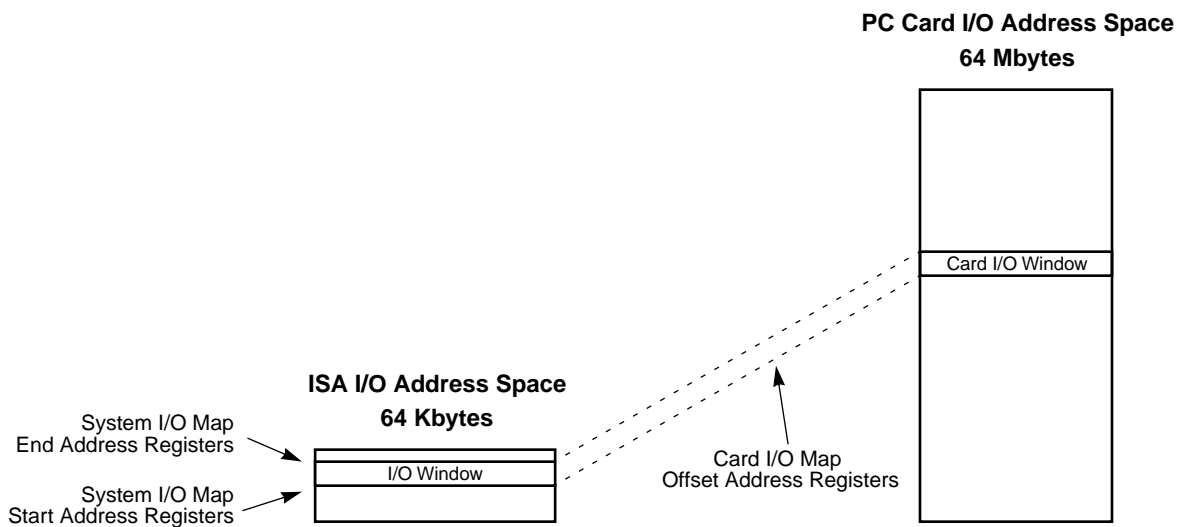 PC Card I/O Address Space
64 Mbytes
Card I/O Window
ISA I/O Address Space
64 Kbytes
System I/O Map
End Address Registers
I/O Window
Card I/O Map
Offset Address Registers
System I/O Map
Start Address Registers